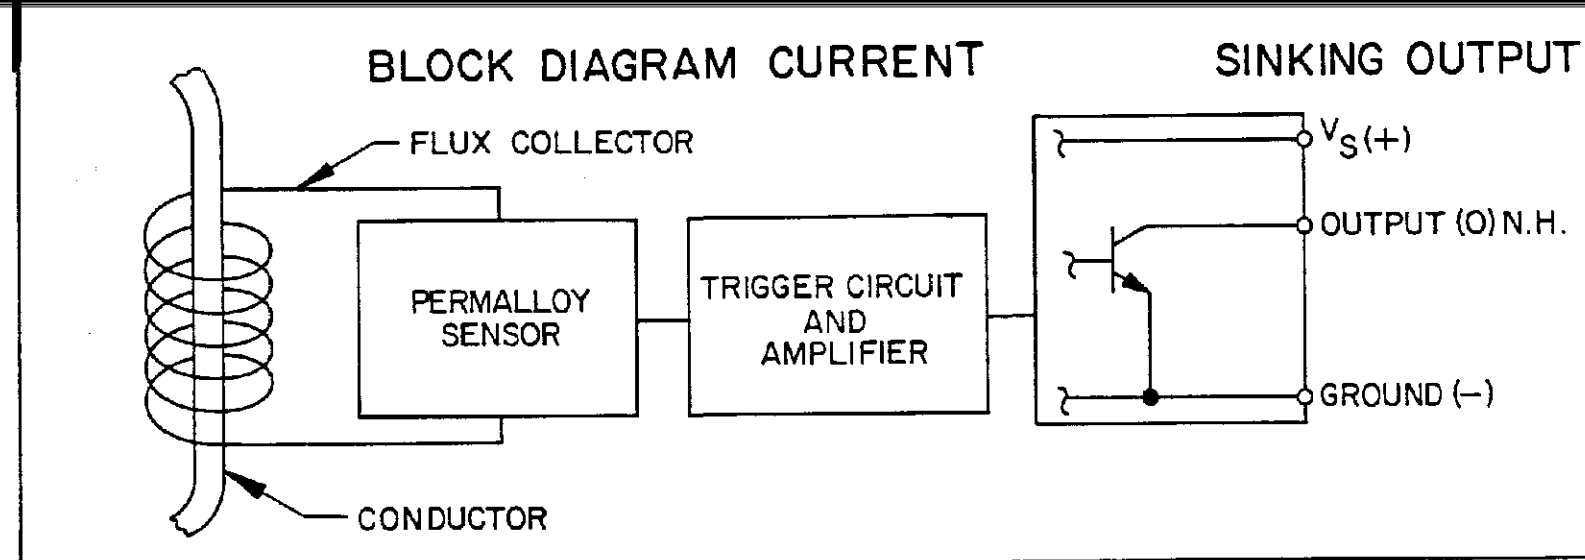 BLOCK DIAGRAM CURRENT SINKING OUTPUT
FLUX COLLECTOR
VS(+)
OUTPUT (O) N.H.
PERMALLOY
SENSOR
TRIGGER CIRCUIT
AND
AMPLIFIER
GROUND (-)
CONDUCTOR